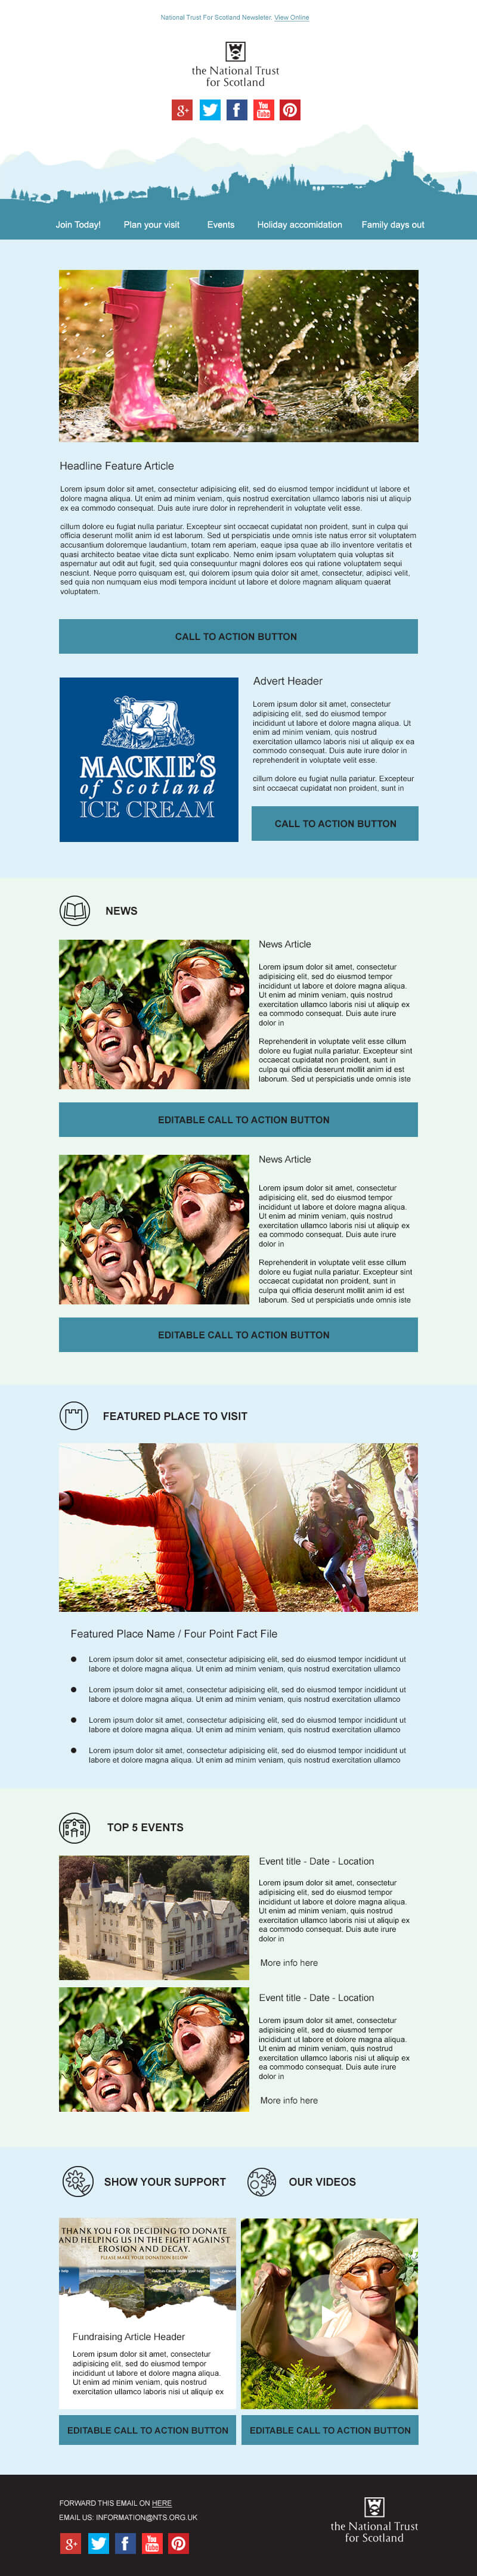 National Trust For Scotland Newsleter. View Online
the National Trust
for Scotland
g+
f
You
Tube
Join Today! Plan your visit Events Holiday accomidation Family days out
Headline Feature Article
Lorem ipsum dolor sit amet, consectetur adipisicing elit, sed do eiusmod tempor incididunt ut labore et
dolore magna aliqua. Ut enim ad minim veniam, quis nostrud exercitation ullamco laboris nisi ut aliquip
ex ea commodo consequat. Duis aute irure dolor in reprehenderit in voluptate velit esse.
cillum dolore eu fugiat nulla pariatur. Excepteur sint occaecat cupidatat non proident, sunt in culpa qui
officia deserunt mollit anim id est laborum. Sed ut perspiciatis unde omnis iste natus error sit voluptatem
accusantium doloremque laudantium, totam rem aperiam, eaque ipsa quae ab illo inventore veritatis et
quasi architecto beatae vitae dicta sunt explicabo. Nemo enim ipsam voluptatem quia voluptas sit
aspernatur aut odit aut fugit, sed quia consequuntur magni dolores eos qui ratione voluptatem sequi
nesciunt. Neque porro quisquam est, qui dolorem ipsum quia dolor sit amet, consectetur, adipisci velit,
sed quia non numquam eius modi tempora incidunt ut labore et dolore magnam aliquam quaerat
voluptatem.
CALL TO ACTION BUTTON
MACKIE'S
of Scotland
ICE CREAM
Advert Header
Lorem ipsum dolor sit amet, consectetur
adipisicing elit, sed do eiusmod tempor
incididunt ut labore et dolore magna aliqua. Ut
enim ad minim veniam, quis nostrud
exercitation ullamco laboris nisi ut aliquip ex ea
commodo consequat. Duis aute irure dolor in
reprehenderit in voluptate velit esse.
cillum dolore eu fugiat nulla pariatur. Excepteur
sint occaecat cupidatat non proident, sunt in
CALL TO ACTION BUTTON
NEWS
News Article
Lorem ipsum dolor sit amet, consectetur
adipisicing elit, sed do eiusmod tempor
incididunt ut labore et dolore magna aliqua.
Ut enim ad minim veniam, quis nostrud
exercitation ullamco laboris nisi ut aliquip ex
ea commodo consequat. Duis aute irure
dolor in
Reprehenderit in voluptate velit esse cillum
dolore eu fugiat nulla pariatur. Excepteur sint
occaecat cupidatat non proident, sunt in
culpa qui officia deserunt mollit anim id est
laborum. Sed ut perspiciatis unde omnis iste
EDITABLE CALL TO ACTION BUTTON
News Article
Lorem ipsum dolor sit amet, consectetur
adipisicing elit, sed do eiusmod tempor
incididunt ut labore et dolore magna aliqua.
Ut enim ad minim veniam, quis nostrud
exercitation ullamco laboris nisi ut aliquip ex
ea commodo consequat. Duis aute irure
dolor in
Reprehenderit in voluptate velit esse cillum
dolore eu fugiat nulla pariatur. Excepteur sint
occaecat cupidatat non proident, sunt in
culpa qui officia deserunt mollit anim id est
laborum. Sed ut perspiciatis unde omnis iste
EDITABLE CALL TO ACTION BUTTON
FEATURED PLACE TO VISIT
Featured Place Name / Four Point Fact File
Lorem ipsum dolor sit amet, consectetur adipisicing elit, sed do eiusmod tempor incididunt ut
labore et dolore magna aliqua. Ut enim ad minim veniam, quis nostrud exercitation ullamco
Lorem ipsum dolor sit amet, consectetur adipisicing elit, sed do eiusmod tempor incididunt ut
labore et dolore magna aliqua. Ut enim ad minim veniam, quis nostrud exercitation ullamco
Lorem ipsum dolor sit amet, consectetur adipisicing elit, sed do eiusmod tempor incididunt ut
labore et dolore magna aliqua. Ut enim ad minim veniam, quis nostrud exercitation ullamco
Lorem ipsum dolor sit amet, consectetur adipisicing elit, sed do eiusmod tempor incididunt ut
labore et dolore magna aliqua. Ut enim ad minim veniam, quis nostrud exercitation ullamco
TOP 5 EVENTS
Event title - Date - Location
Lorem ipsum dolor sit amet, consectetur
adipisicing elit, sed do eiusmod tempor
incididunt ut labore et dolore magna aliqua.
Ut enim ad minim veniam, quis nostrud
exercitation ullamco laboris nisi ut aliquip ex
ea commodo consequat. Duis aute irure
dolor in
More info here
Event title - Date - Location
Lorem ipsum dolor sit amet, consectetur
adipisicing elit, sed do eiusmod tempor
incididunt ut labore et dolore magna aliqua.
Ut enim ad minim veniam, quis nostrud
exercitation ullamco laboris nisi ut aliquip ex
ea commodo consequat. Duis aute irure
dolor in
More info here
SHOW YOUR SUPPORT OUR VIDEOS
THANK YOU FOR DECIDING TO DONATE
AND HELPING US IN THE FIGHT AGAINST
EROSION AND DECAY.
PLEASE MAKE YOUR DONATION BELOW
Fundraising Article Header
Lorem ipsum dolor sit amet, consectetur
adipisicing elit, sed do eiusmod tempor
incididunt ut labore et dolore magna aliqua.
Ut enim ad minim veniam, quis nostrud
exercitation ullamco laboris nisi ut aliquip ex
EDITABLE CALL TO ACTION BUTTON EDITABLE CALL TO ACTION BUTTON
FORWARD THIS EMAIL ON HERE
EMAIL US: INFORMATION@NTS.ORG.UK
g+
f
You
Tube
the National Trust
for Scotland